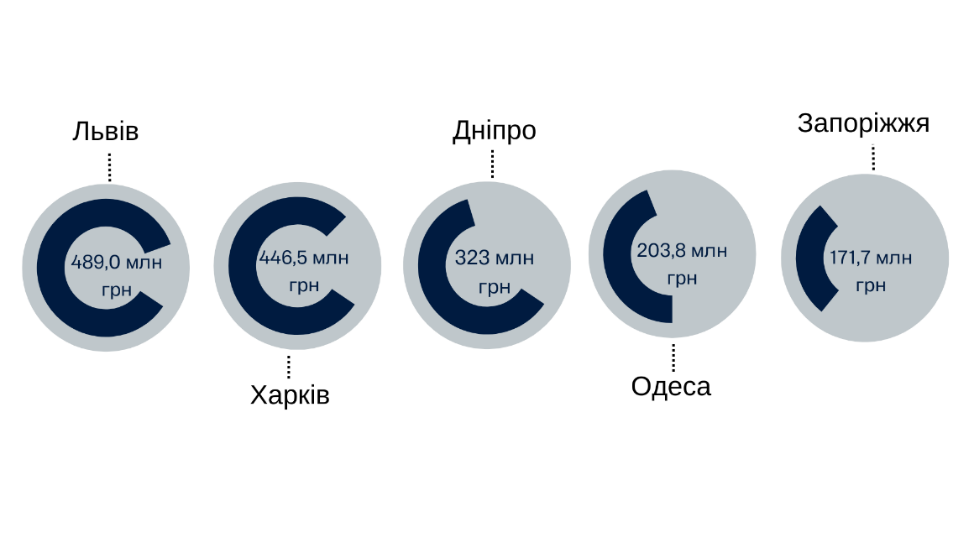 Львів
489,0 млн
грн
446,5 млн
грн
Харків
Дніпро
323 млн
грн
203,8 млн
грн
Одеса
Запоріжжя
171,7 млн
грн